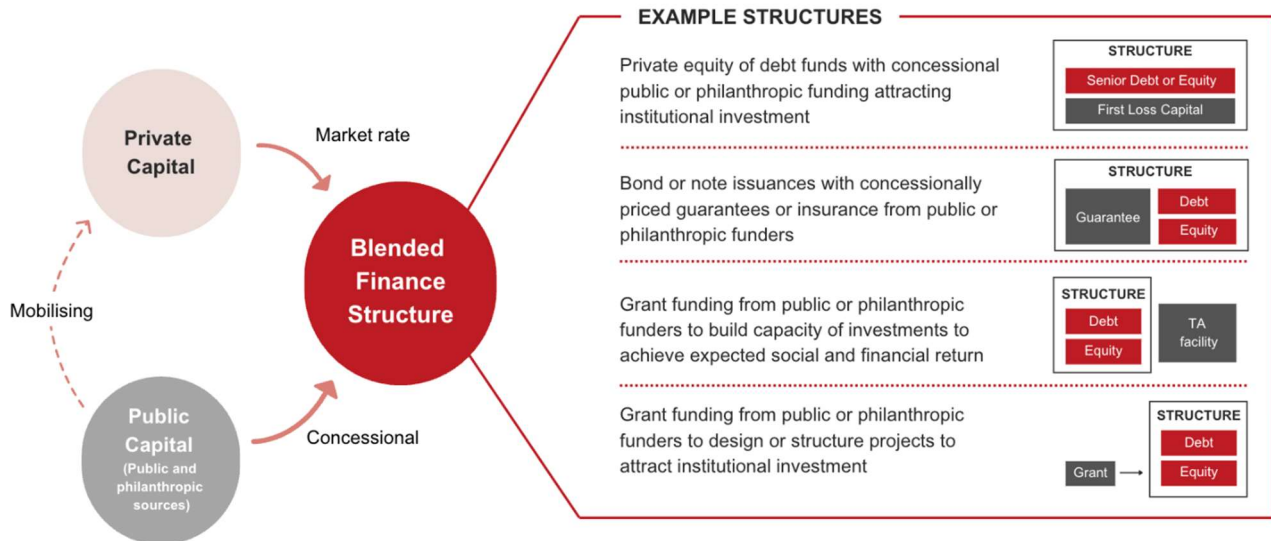 EXAMPLE STRUCTURES
Private
Capital
Market rate
Blended
Finance
Structure
Mobilising
Public
Capital
(Public and
philanthropic
sources)
Concessional
Private equity of debt funds with concessional
public or philanthropic funding attracting
institutional investment
STRUCTURE
Senior Debt or Equity
First Loss Capital
Bond or note issuances with concessionally
priced guarantees or insurance from public or
philanthropic funders
STRUCTURE
Guarantee
Debt
Equity
Grant funding from public or philanthropic
funders to build capacity of investments to
achieve expected social and financial return
STRUCTURE
Debt
Equity
TA
facility
Grant funding from public or philanthropic
funders to design or structure projects to
attract institutional investment
Grant
STRUCTURE
Debt
Equity